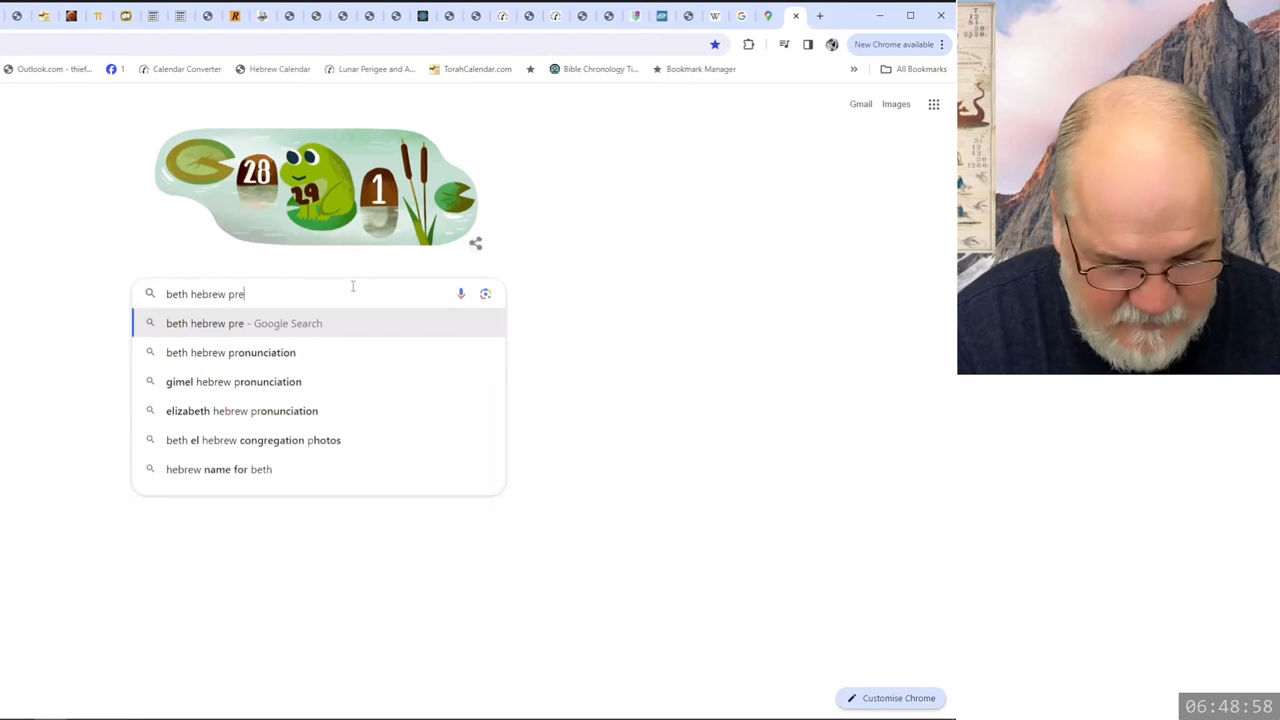 New Chrome available
Outlook.com - thief...
1
Calendar Converter
Hebrew Calendar
Lunar Perigee and A...
TorahCalendar.com
Bible Chronology Ti...
Bookmark Manager
»
All Bookmarks
Gmail
Images
28
29
1
beth hebrew pre
beth hebrew pre - Google Search
beth hebrew pronunciation
gimel hebrew pronunciation
elizabeth hebrew pronunciation
beth el hebrew congregation photos
hebrew name for beth
Customise Chrome
06:48:58